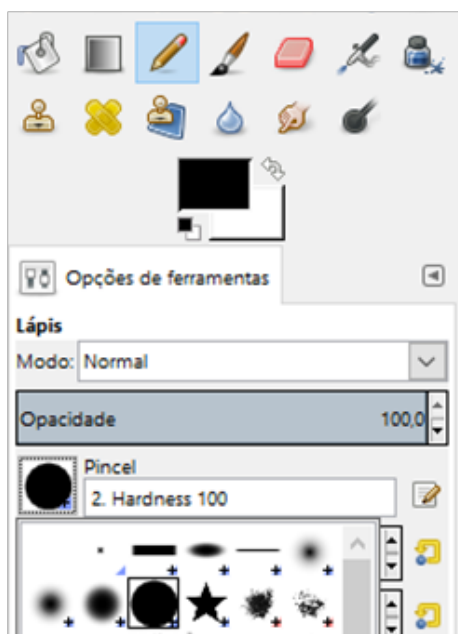 Opções de ferramentas
Lápis
Modo: Normal
Opacidade 100,0
Pincel
2. Hardness 100